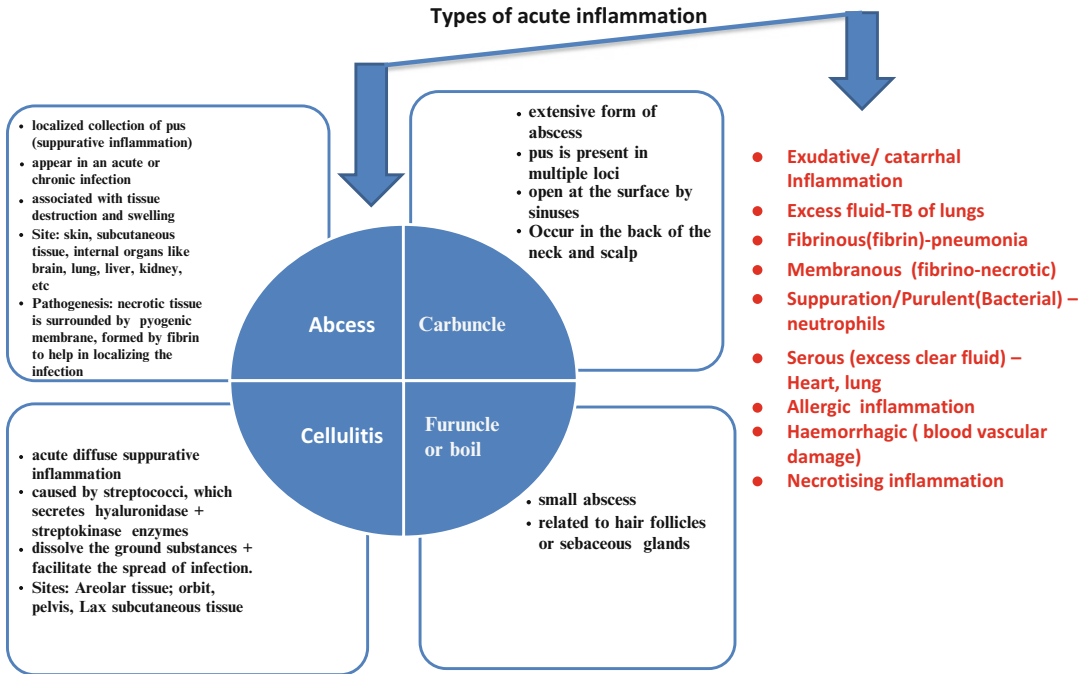 Types of acute inflammation
• localized collection of pus
(suppurative inflammation)
• appear in an acute or
chronic infection
• associated with tissue
destruction and swelling
• Site: skin, subcutaneous
tissue, internal organs like
brain, lung, liver, kidney,
etc
• Pathogenesis: necrotic tissue
is surrounded by pyogenic
membrane, formed by fibrin
to help in localizing the
infection
• extensive form of
abscess
• pus is present in
multiple loci
• open at the surface by
sinuses
• Occur in the back of the
neck and scalp
Abcess
Carbuncle
Cellulitis
Furuncle
or boil
• acute diffuse suppurative
inflammation
• caused by streptococci, which
secretes hyaluronidase +
streptokinase enzymes
• dissolve the ground substances +
facilitate the spread of infection.
• Sites: Areolar tissue; orbit,
pelvis, Lax subcutaneous tissue
• small abscess
• related to hair follicles
or sebaceous glands
● Exudative/ catarrhal
Inflammation
● Excess fluid-TB of lungs
● Fibrinous(fibrin)-pneumonia
● Membranous (fibrino-necrotic)
● Suppuration/Purulent(Bacterial) –
neutrophils
● Serous (excess clear fluid) –
Heart, lung
● Allergic inflammation
● Haemorrhagic ( blood vascular
damage)
● Necrotising inflammation